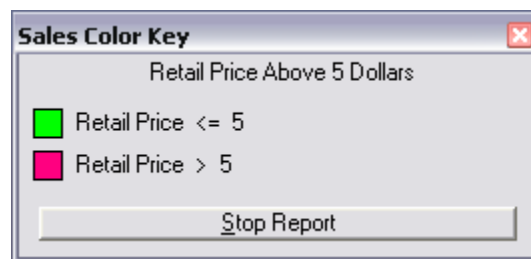 Sales Color Key
Retail Price Above 5 Dollars
Retail Price <= 5
Retail Price > 5
Stop Report